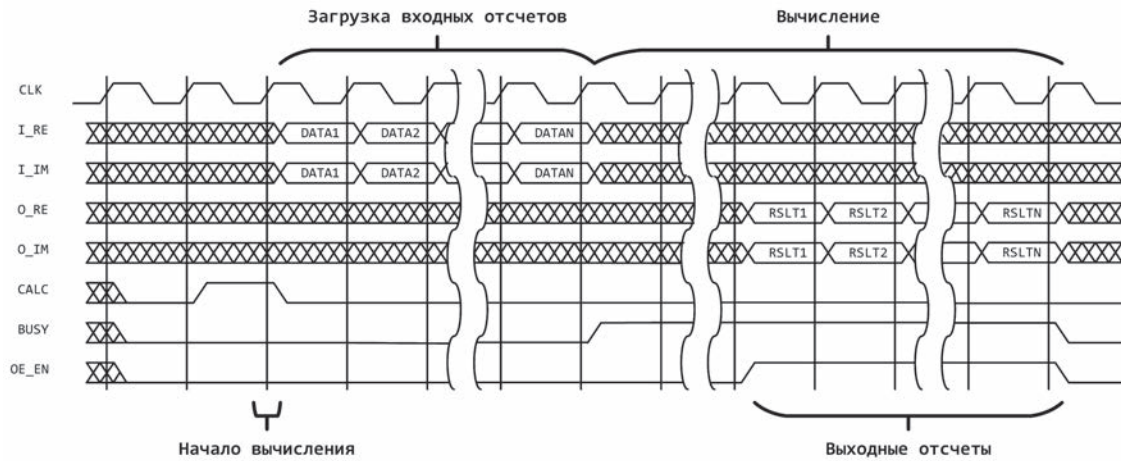 Загрузка входных отсчетов Вычисление
CLK
I_RE DATA1 DATA2 DATAN
I_IM DATA1 DATA2 DATAN
O_RE RSLT1 RSLT2 RSLTN
O_IM RSLT1 RSLT2 RSLTN
CALC
BUSY
OE_EN
Начало вычисления Выходные отсчеты